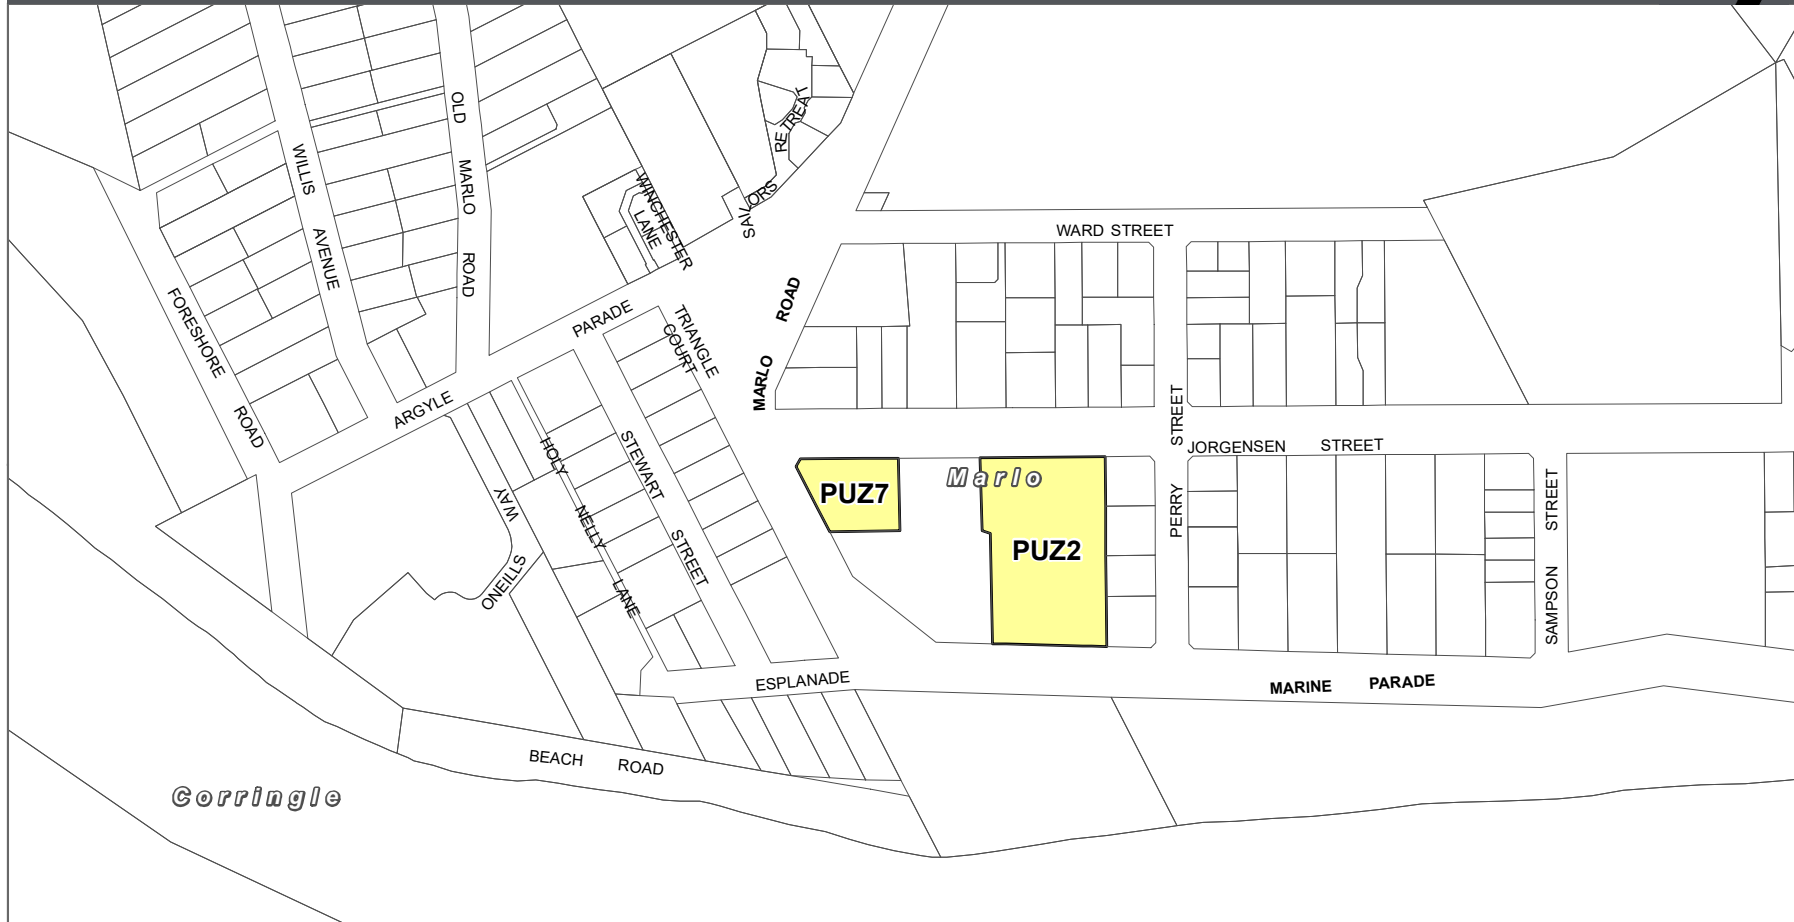 OLD MARLO ROAD
WILLIS AVENUE
RETREAT
SAILORS
WINCHESTER
LANE
WARD STREET
FORESHORE ROAD
PARADE
ARGYLE
TRIANGLE
COURT
MARLO ROAD
STREET
PERRY
JORGENSEN STREET
HOLY NELLY LANE
STEWART STREET
WAY
ONEILLS
Marlo
PUZ7
PUZ2
SAMPSON STREET
ESPLANADE
MARINE PARADE
BEACH ROAD
Corringle